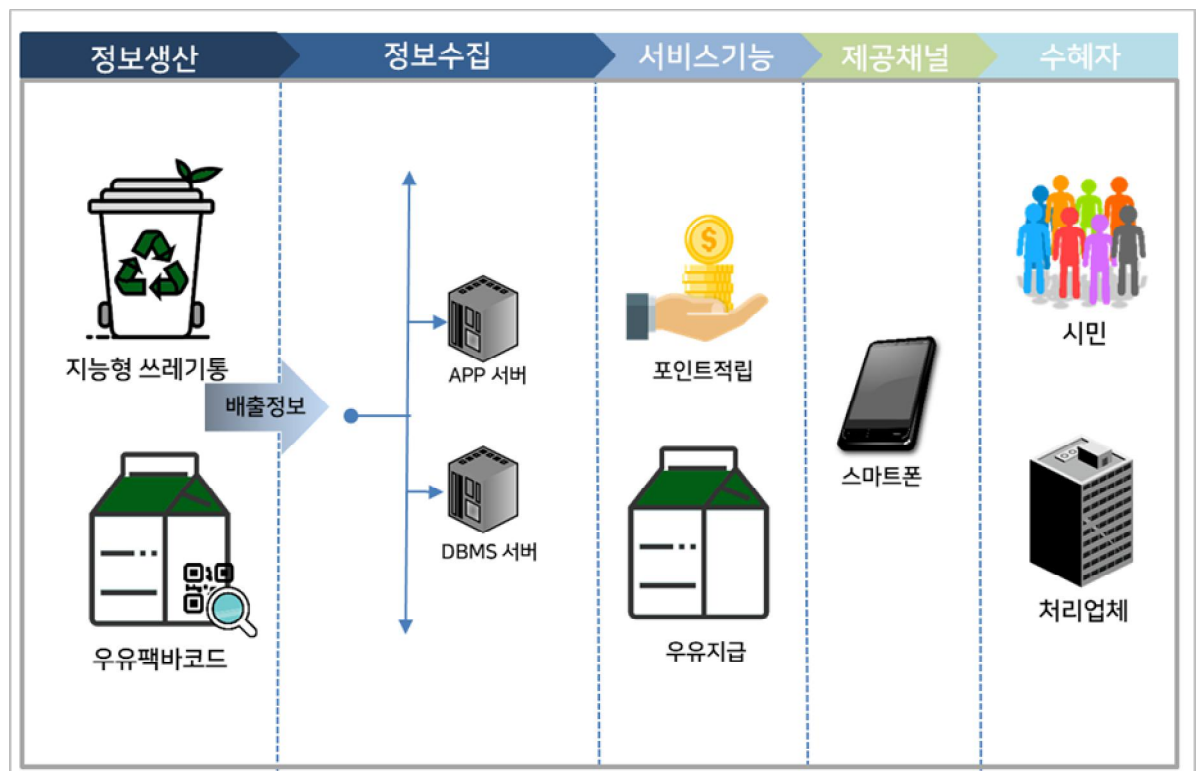 정보생산
정보수집
서비스기능
제공채널
수혜자
지능형 쓰레기통
배출정보
우유팩바코드
APP 서버
DBMS 서버
$
포인트적립
우유지급
스마트폰
시민
처리업체